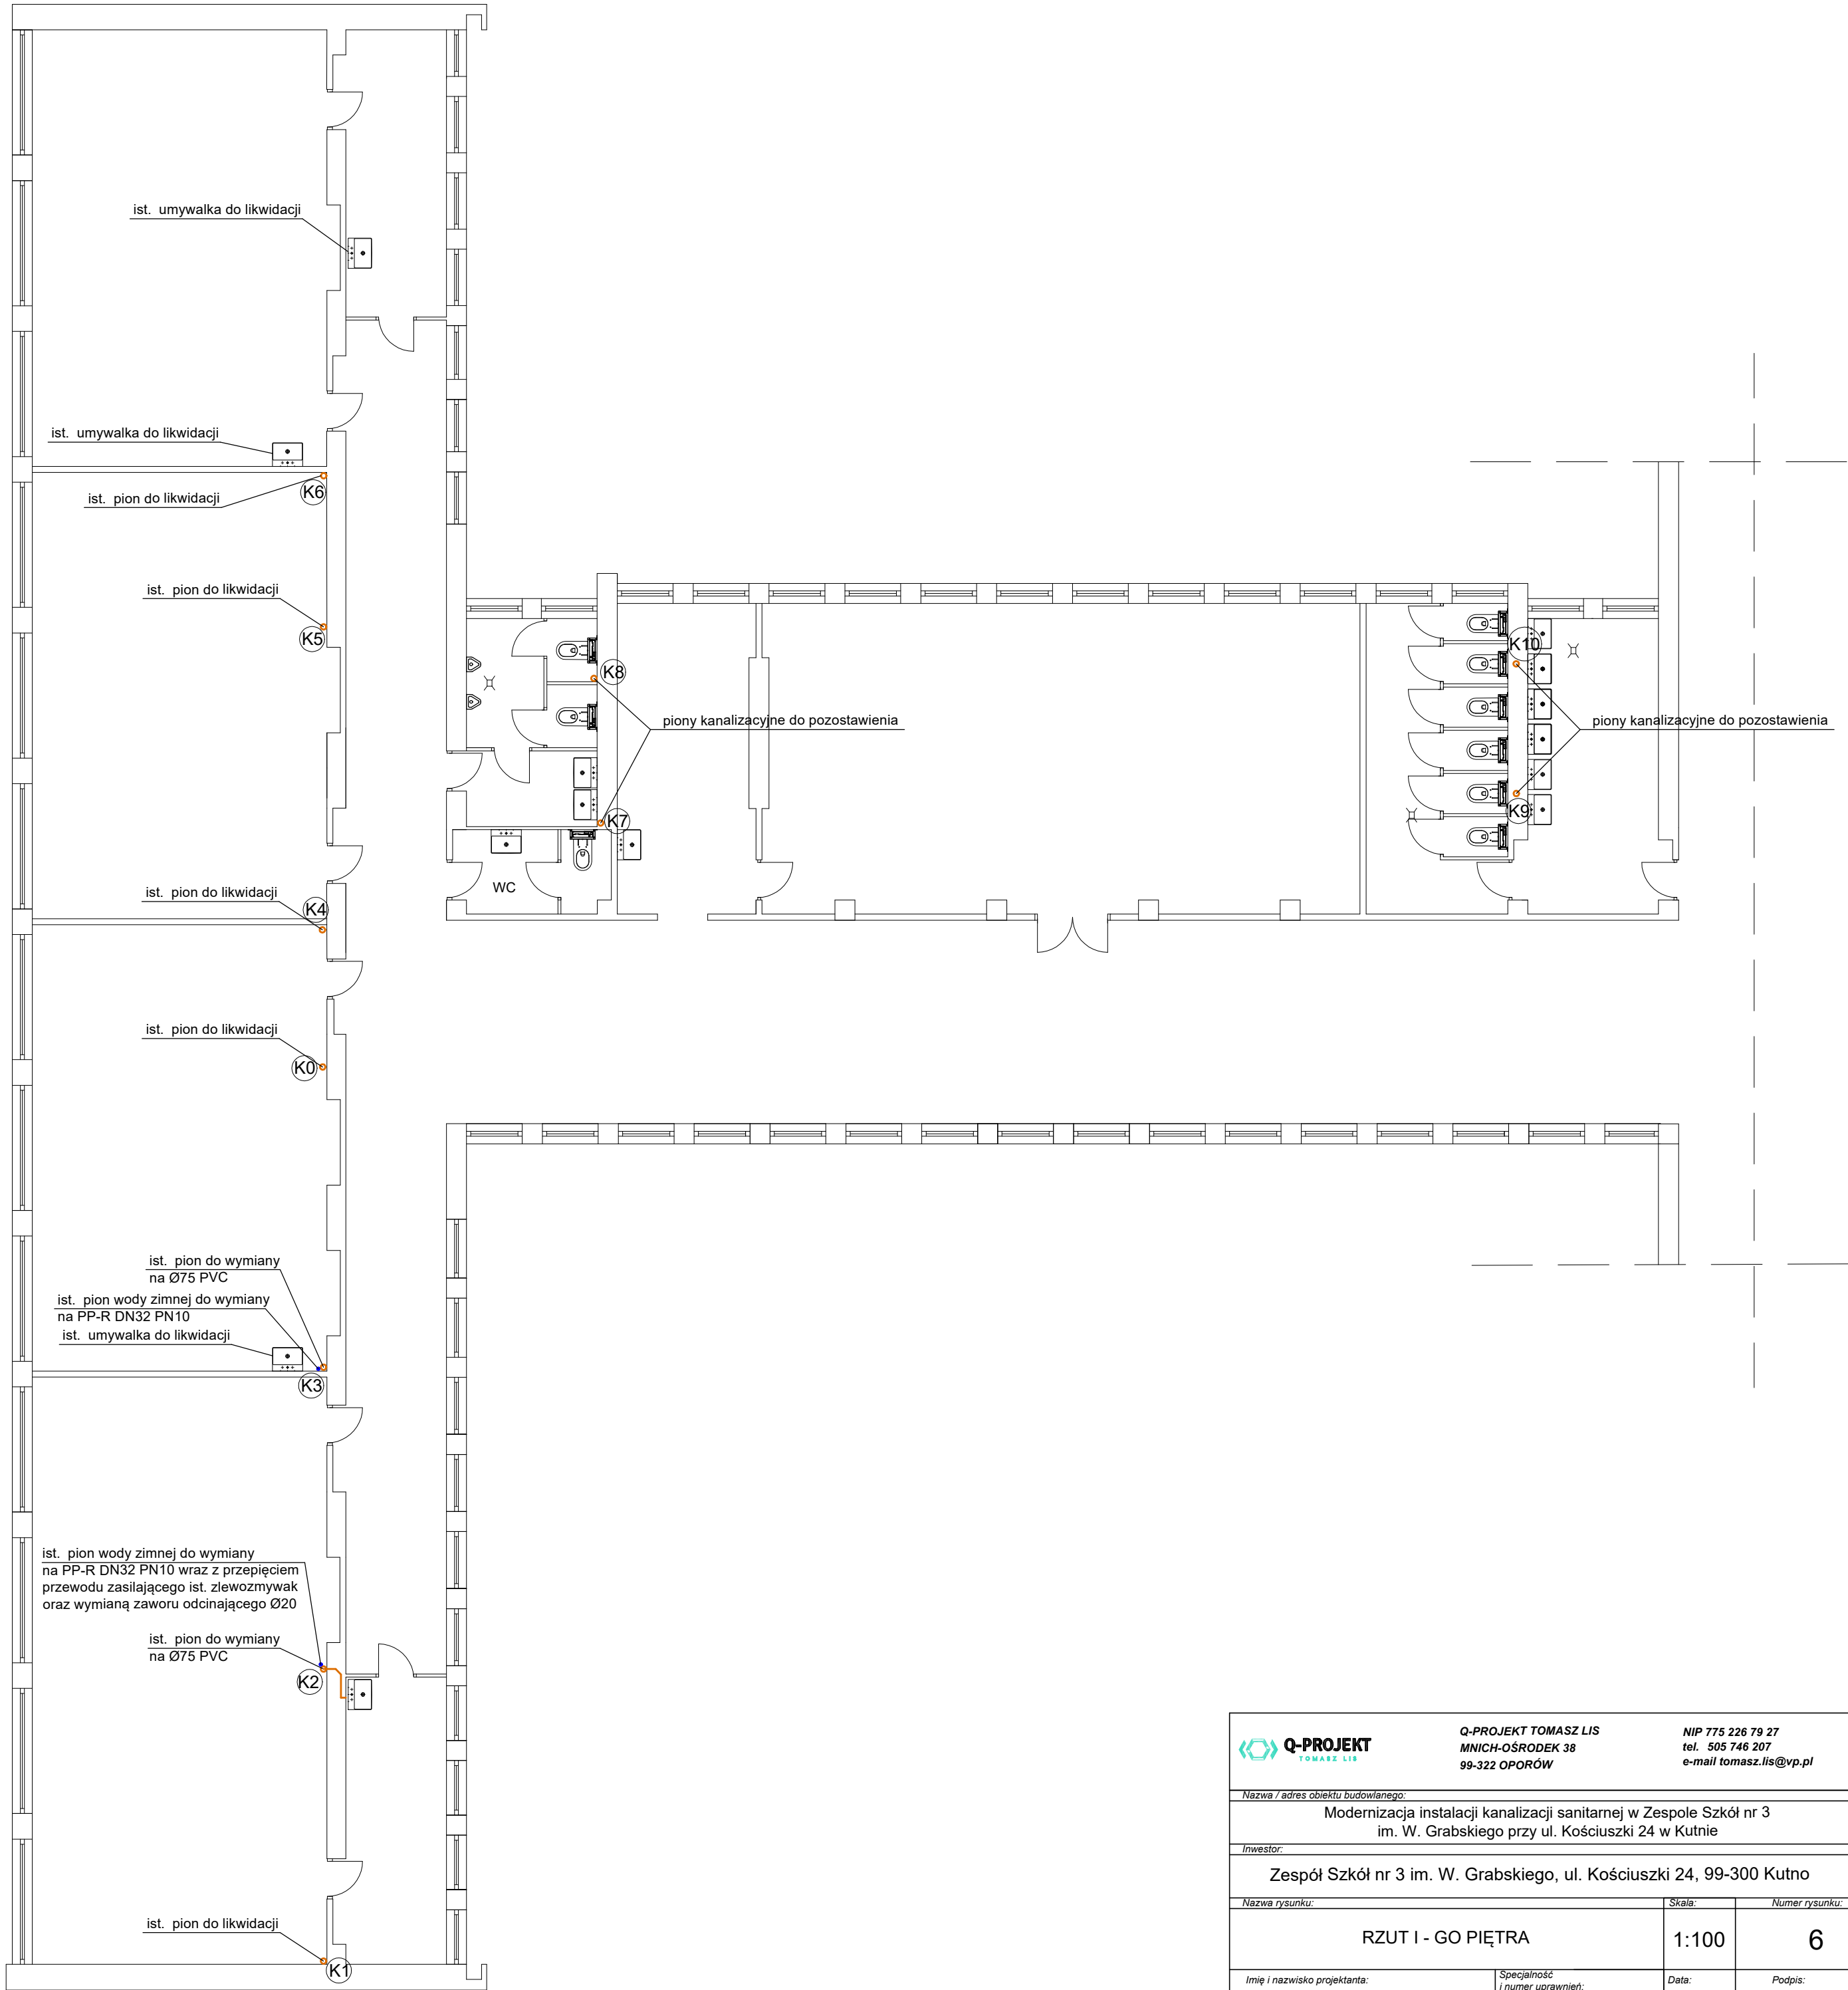 ist. umywalka do likwidacji
ist. umywalka do likwidacji
K6
ist. pion do likwidacji
ist. pion do likwidacji
K5
K8
K10
piony kanalizacyjne do pozostawienia
piony kanalizacyjne do pozostawienia
K7
K9
WC
ist. pion do likwidacji
K4
ist. pion do likwidacji
K0
ist. pion do wymiany
na Ø75 PVC
ist. pion wody zimnej do wymiany
na PP-R DN32 PN10
ist. umywalka do likwidacji
K3
ist. pion wody zimnej do wymiany
na PP-R DN32 PN10 wraz z przepięciem
przewodu zasilającego ist. zlewozmywak
oraz wymianą zaworu odcinającego Ø20
ist. pion do wymiany
na Ø75 PVC
K2
ist. pion do likwidacji
K1
Q-PROJEKT
TOMASZ LIS
Q-PROJEKT TOMASZ LIS
MNICH-OŚRODEK 38
99-322 OPORÓW
NIP 775 226 79 27
tel. 505 746 207
e-mail tomasz.lis@vp.pl
Nazwa / adres obiektu budowlanego:
Modernizacja instalacji kanalizacji sanitarnej w Zespole Szkół nr 3
im. W. Grabskiego przy ul. Kościuszki 24 w Kutnie
Inwestor:
Zespół Szkół nr 3 im. W. Grabskiego, ul. Kościuszki 24, 99-300 Kutno
Nazwa rysunku:
Skala:
Numer rysunku:
RZUT I - GO PIĘTRA
1:100
6
Imię i nazwisko projektanta:
Specjalność
i numer uprawnień:
Data:
Podpis: